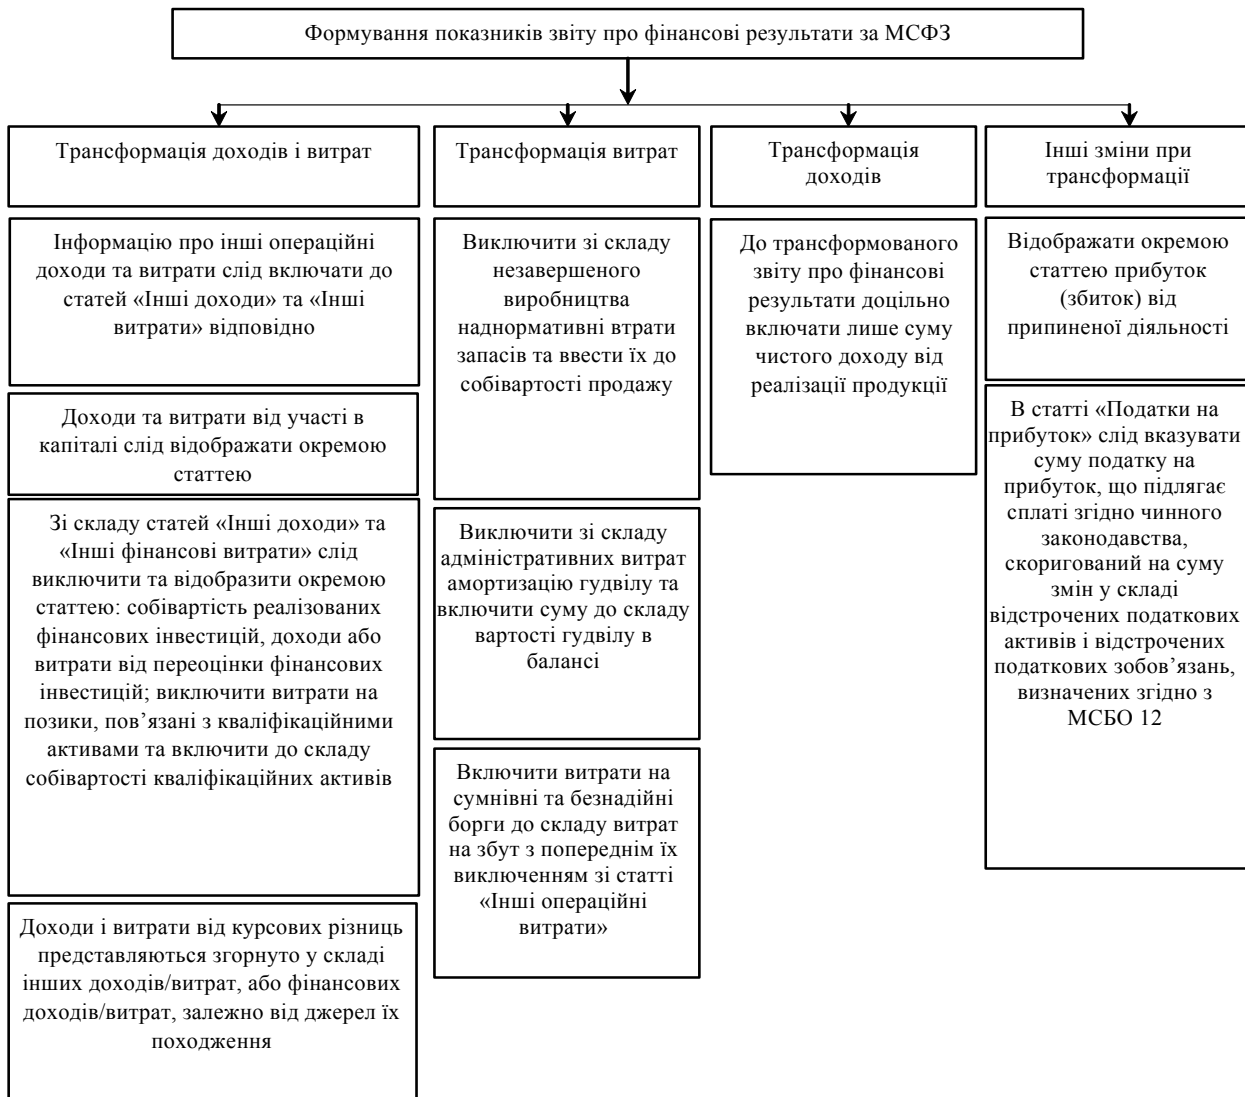 Формування показників звіту про фінансові результати за МСФЗ
Трансформація доходів і витрат
Інформацію про інші операційні
доходи та витрати слід включати до
статей «Інші доходи» та «Інші
витрати» відповідно
Доходи та витрати від участі в
капіталі слід відображати окремою
статтею
Зі складу статей «Інші доходи» та
«Інші фінансові витрати» слід
виключити та відобразити окремою
статтею: собівартість реалізованих
фінансових інвестицій, доходи або
витрати від переоцінки фінансових
інвестицій; виключити витрати на
позики, пов’язані з кваліфікаційними
активами та включити до складу
собівартості кваліфікаційних активів
Доходи і витрати від курсових різниць
представляються згорнуто у складі
інших доходів/витрат, або фінансових
доходів/витрат, залежно від джерел їх
походження
Трансформація витрат
Виключити зі складу
незавершеного
виробництва
наднормативні втрати
запасів та ввести їх до
собівартості продажу
Виключити зі складу
адміністративних витрат
амортизацію гудвілу та
включити суму до складу
вартості гудвілу в
балансі
Включити витрати на
сумнівні та безнадійні
борги до складу витрат
на збут з попереднім їх
виключенням зі статті
«Інші операційні
витрати»
Трансформація
доходів
До трансформованого
звіту про фінансові
результати доцільно
включати лише суму
чистого доходу від
реалізації продукції
Інші зміни при
трансформації
Відображати окремою
статтею прибуток
(збиток) від
припиненої діяльності
В статті «Податки на
прибуток» слід вказувати
суму податку на
прибуток, що підлягає
сплаті згідно чинного
законодавства,
скоригований на суму
змін у складі
відстрочених податкових
активів і відстрочених
податкових зобов’язань,
визначених згідно з
МСБО 12